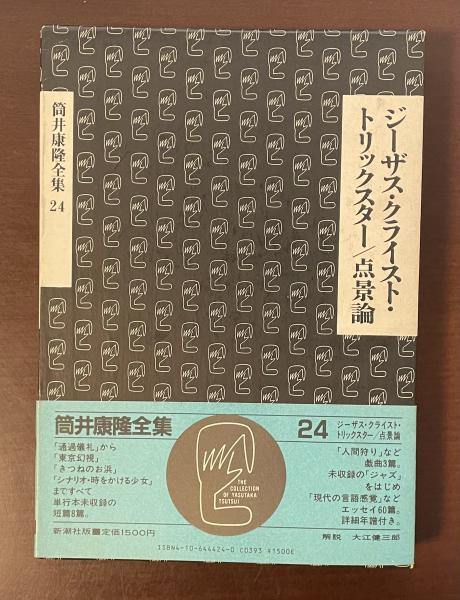 ジーザス・クライスト・
トリックスター/点景論
筒井康隆全集 24
筒井康隆全集
「通過儀礼」から
「東京幻視」
「きつねのお浜」
「シナリオ・時をかける少女」
まですべて
単行本未収録の
短篇8篇。
新潮社版■定価1500円
THE
COLLECTION
OF YASUTAKA
TSUTSUI
24
ジーザス・クライスト・
トリックスター/点景論
「人間狩り」など
戯曲3篇。
未収録の「ジャズ」
をはじめ
「現代の言語感覚」など
エッセイ60篇。
詳細年譜付き。
解説 大江健三郎
ISBN4-10-644424-0 C0393 ¥1500E